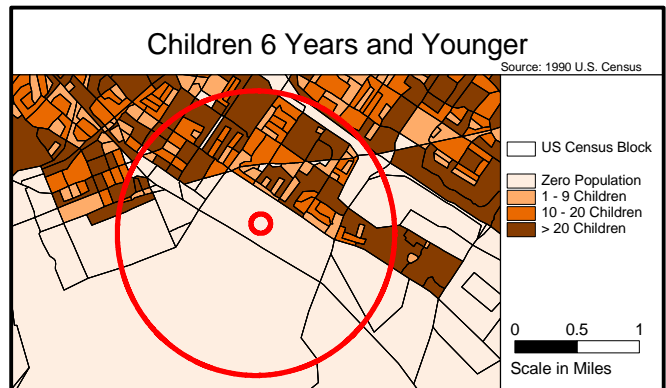 Children 6 Years and Younger
Source: 1990 U.S. Census
US Census Block
Zero Population
1 - 9 Children
10 - 20 Children
> 20 Children
0 0.5 1
Scale in Miles